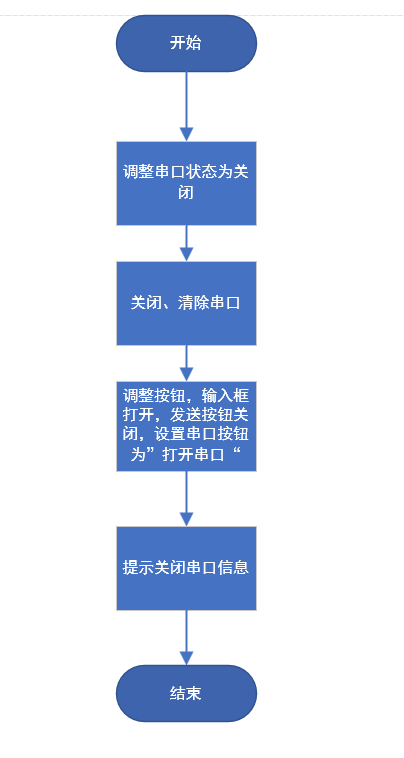 开始
调整串口状态为关
闭
关闭、清除串口
调整按钮，输入框
打开，发送按钮关
闭，设置串口按钮
为”打开串口“
提示关闭串口信息
结束